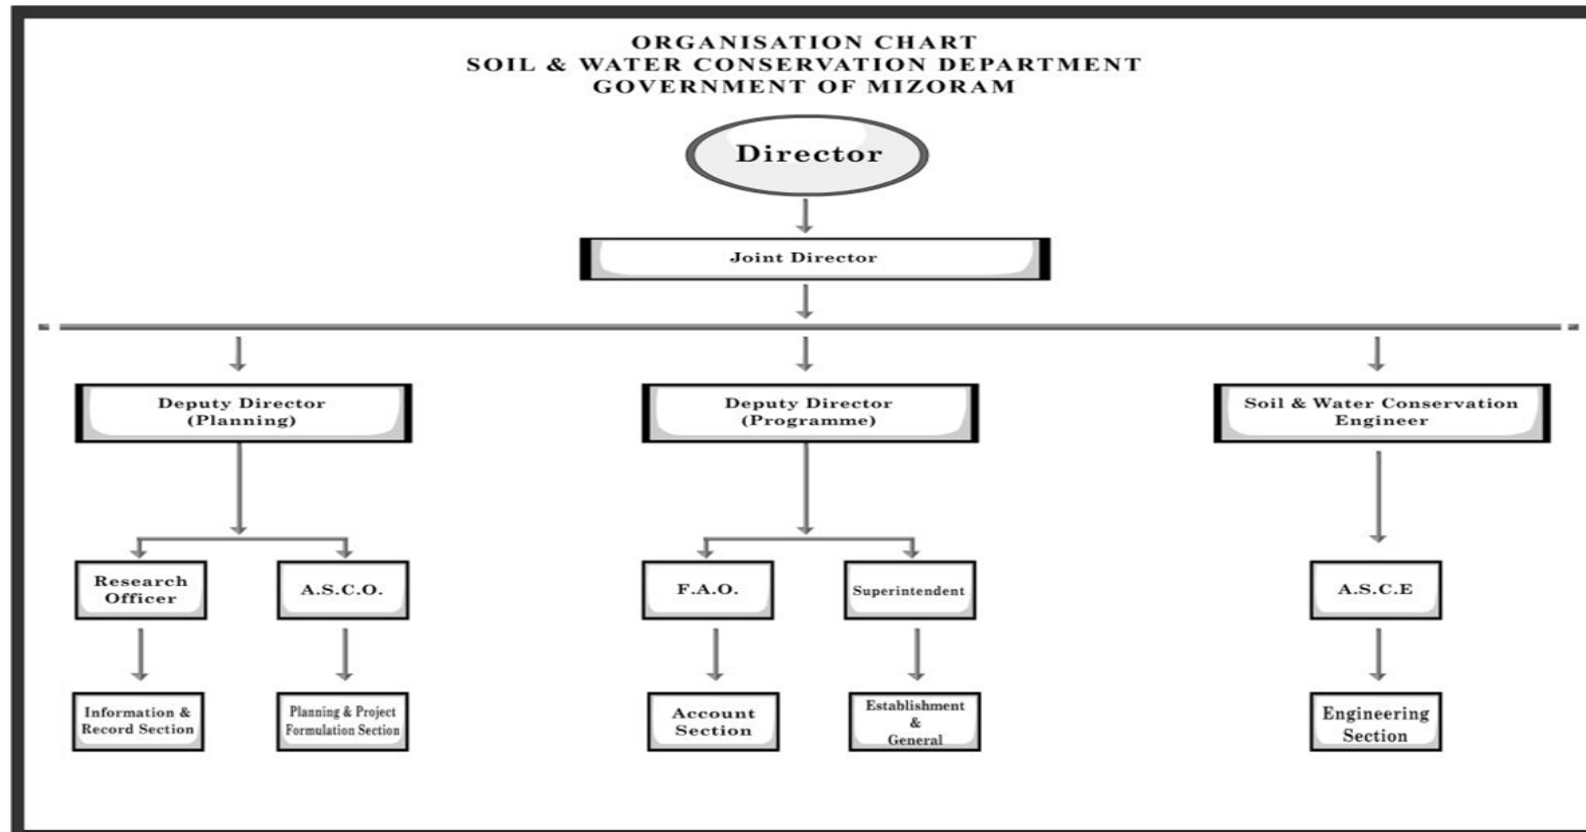 ORGANISATION CHART
SOIL & WATER CONSERVATION DEPARTMENT
GOVERNMENT OF MIZORAM
Director
Joint Director
Deputy Director
(Planning)
Deputy Director
(Programme)
Soil & Water Conservation
Engineer
Research
Officer
A.S.C.O.
F.A.O.
Superintendent
A.S.C.E
Information &
Record Section
Planning & Project
Formulation Section
Account
Section
Establishment
&
General
Engineering
Section